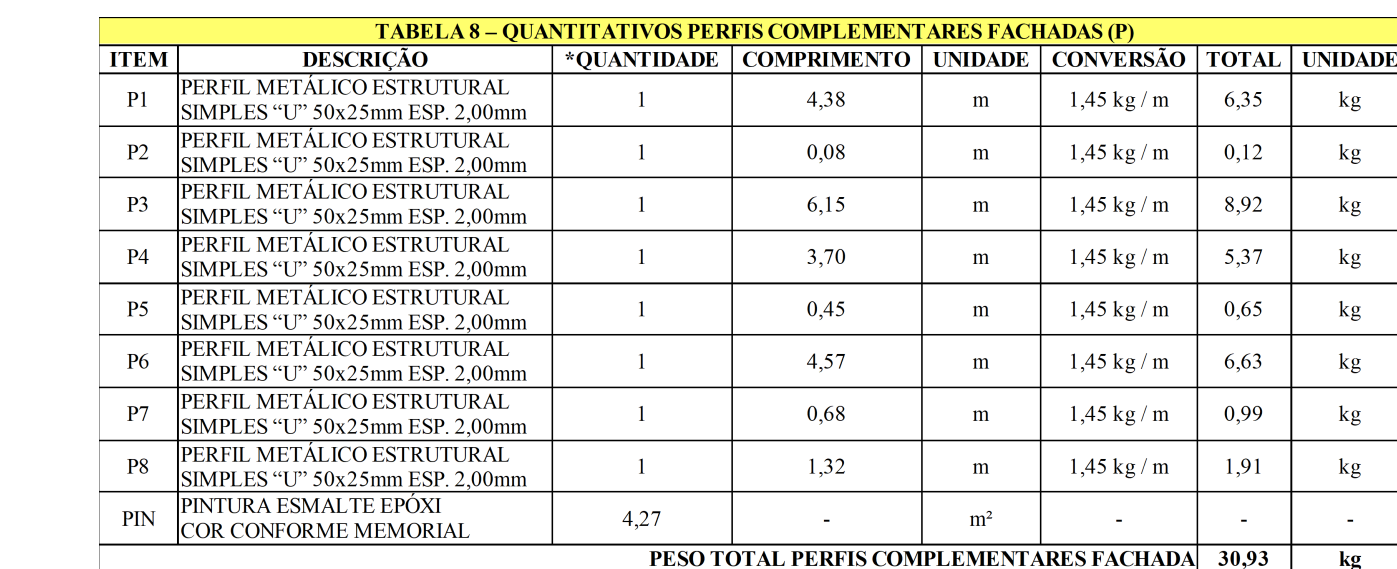 TABELA 8 – QUANTITATIVOS PERFIS COMPLEMENTARES FACHADAS (P)
ITEM DESCRIÇÃO *QUANTIDADE COMPRIMENTO UNIDADE CONVERSÃO TOTAL UNIDADE
P1 PERFIL METÁLICO ESTRUTURAL
SIMPLES “U” 50x25mm ESP. 2,00mm 1 4,38 m 1,45 kg / m 6,35 kg
P2 PERFIL METÁLICO ESTRUTURAL
SIMPLES “U” 50x25mm ESP. 2,00mm 1 0,08 m 1,45 kg / m 0,12 kg
P3 PERFIL METÁLICO ESTRUTURAL
SIMPLES “U” 50x25mm ESP. 2,00mm 1 6,15 m 1,45 kg / m 8,92 kg
P4 PERFIL METÁLICO ESTRUTURAL
SIMPLES “U” 50x25mm ESP. 2,00mm 1 3,70 m 1,45 kg / m 5,37 kg
P5 PERFIL METÁLICO ESTRUTURAL
SIMPLES “U” 50x25mm ESP. 2,00mm 1 0,45 m 1,45 kg / m 0,65 kg
P6 PERFIL METÁLICO ESTRUTURAL
SIMPLES “U” 50x25mm ESP. 2,00mm 1 4,57 m 1,45 kg / m 6,63 kg
P7 PERFIL METÁLICO ESTRUTURAL
SIMPLES “U” 50x25mm ESP. 2,00mm 1 0,68 m 1,45 kg / m 0,99 kg
P8 PERFIL METÁLICO ESTRUTURAL
SIMPLES “U” 50x25mm ESP. 2,00mm 1 1,32 m 1,45 kg / m 1,91 kg
PIN PINTURA ESMALTE EPÓXI
COR CONFORME MEMORIAL 4,27 - m² - - -
PESO TOTAL PERFIS COMPLEMENTARES FACHADA 30,93 kg